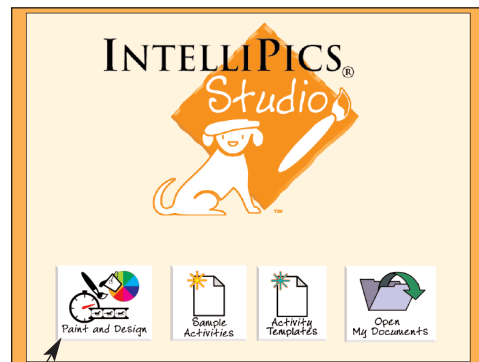 INTELLIPICS®
Studio
™
Paint and Design
Sample
Activities
Activity
Templates
Open
My Documents